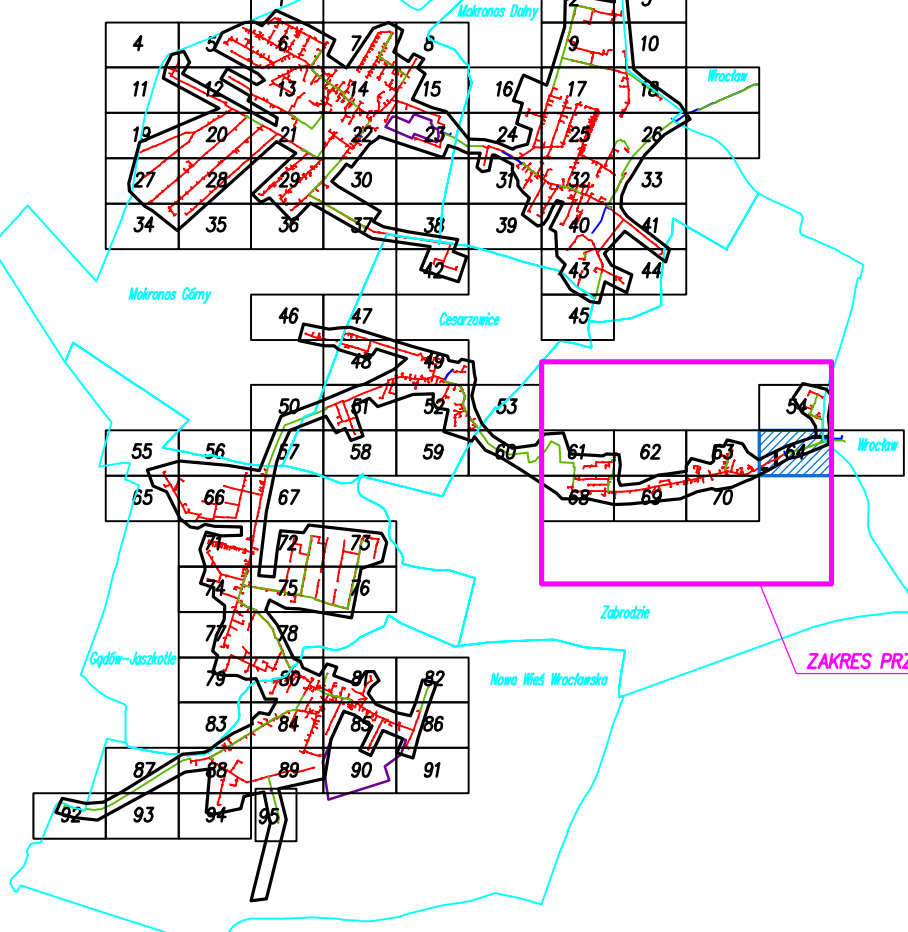 Mokronos Dolny
4 5 6 7 8 9 10
11 12 13 14 15 16 17 18 Wrocław
19 20 21 22 23 24 25 26
27 28 29 30 31 32 33
34 35 36 37 38 39 40 41
42 43 44
Mokronos Górny
46 47 Cesarzowice 45
48 49
50 51 52 53 54
55 56 57 58 59 60 61 62 63 64 Wrocław
65 66 67 68 69 70
71 72 73
74 75 76
Zabrodzie
77 78
Gądów-Jaszkotle
ZAKRES
79 80 81 82 Nowa Wieś Wrocławska
83 84 85 86
87 88 89 90 91
92 93 94 95